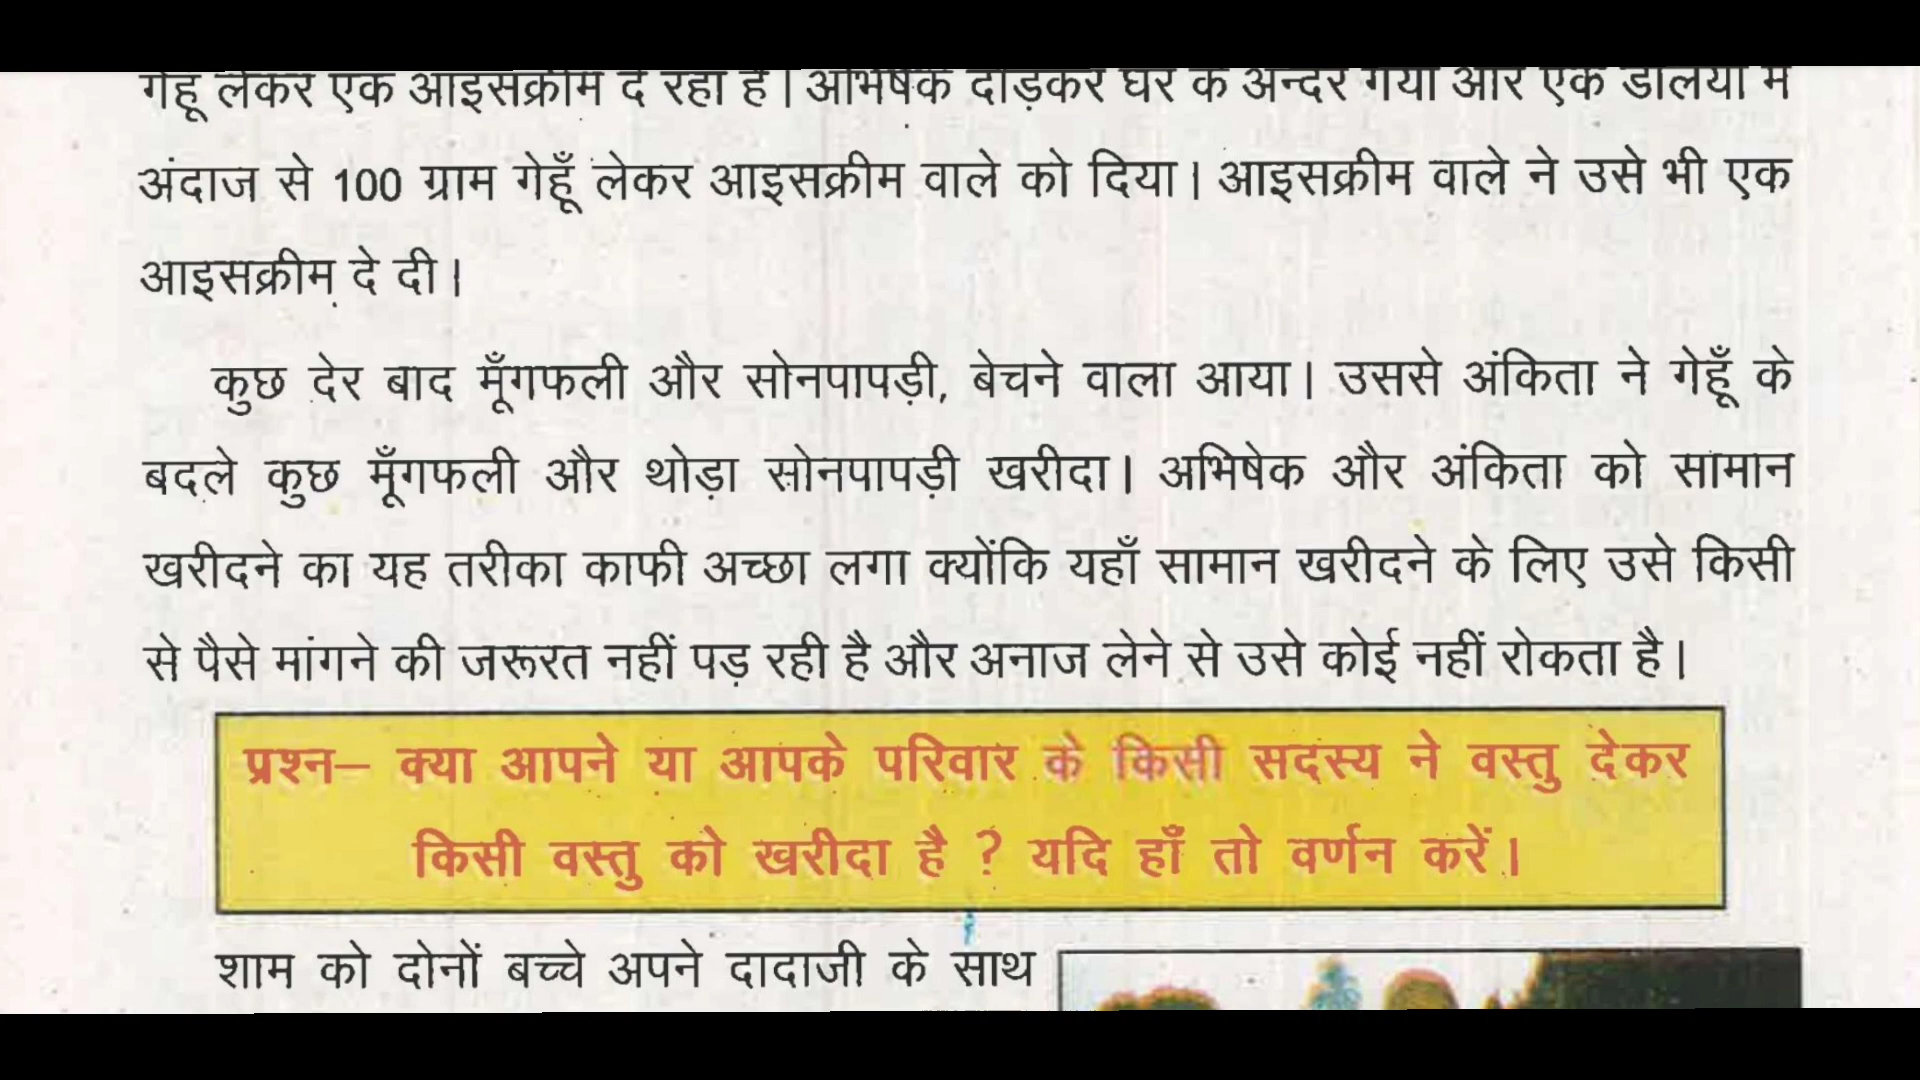 गेहूँ लेकर एक आइसक्रीम दे रहा है। अभिषेक दौड़कर घर के अन्दर गया और एक डलिया में
अंदाज से 100 ग्राम गेहूँ लेकर आइसक्रीम वाले को दिया। आइसक्रीम वाले ने उसे भी एक
आइसक्रीम दे दी।
कुछ देर बाद मूँगफली और सोनपापड़ी, बेचने वाला आया। उससे अंकिता ने गेहूँ के
बदले कुछ मूँगफली और थोड़ा सोनपापड़ी खरीदा। अभिषेक और अंकिता को सामान
खरीदने का यह तरीका काफी अच्छा लगा क्योंकि यहाँ सामान खरीदने के लिए उसे किसी
से पैसे मांगने की जरूरत नहीं पड़ रही है और अनाज लेने से उसे कोई नहीं रोकता है।
प्रश्न– क्या आपने या आपके परिवार के किसी सदस्य ने वस्तु देकर
किसी वस्तु को खरीदा है ? यदि हाँ तो वर्णन करें।
शाम को दोनों बच्चे अपने दादाजी के साथ